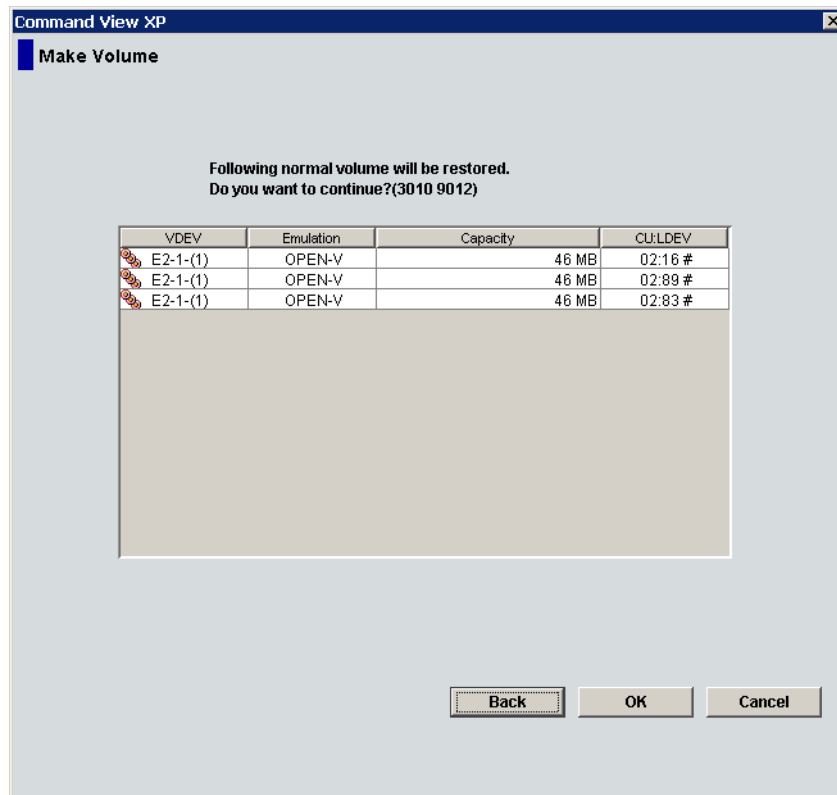 Command View XP
Make Volume
Following normal volume will be restored.
Do you want to continue?(3010 9012)
VDEV Emulation Capacity CU:LDEV
E2-1-(1) OPEN-V 46 MB 02:16 #
E2-1-(1) OPEN-V 46 MB 02:89 #
E2-1-(1) OPEN-V 46 MB 02:83 #
Back OK Cancel